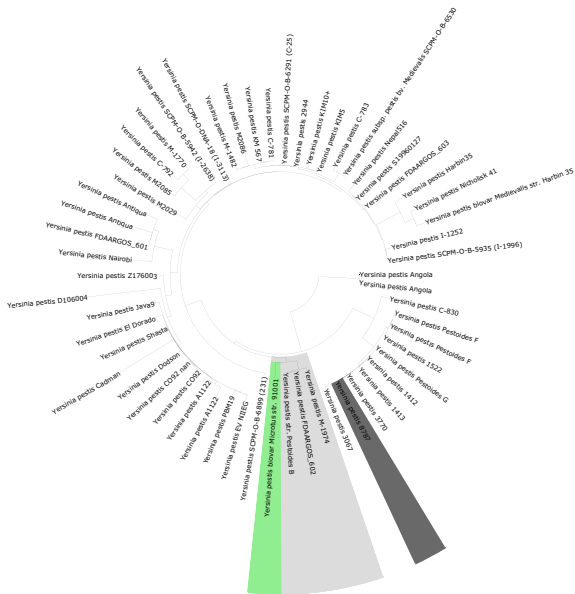 Yersinia pestis subsp. pestis bv. Medievalis SCPM-O-B-6530
Yersinia pestis SCPM-O-B-6291 (C-25)
Yersinia pestis 2944
Yersinia pestis KIM10+
Yersinia pestis KIM5
Yersinia pestis C-783
Yersinia pestis Nepal516
Yersinia pestis S19960127
Yersinia pestis FDAARGOS_603
Yersinia pestis Harbin35
Yersinia pestis Nicholisk 41
Yersinia pestis biovar Medievalis str. Harbin 35
Yersinia pestis I-1252
Yersinia pestis SCPM-O-B-5935 (I-1996)
Yersinia pestis Angola
Yersinia pestis Angola
Yersinia pestis C-830
Yersinia pestis Pestoides F
Yersinia pestis Pestoides F
Yersinia pestis 1522
Yersinia pestis Pestoides G
Yersinia pestis 1412
Yersinia pestis 1413
Yersinia pestis 3770
Yersinia pestis 8787
Yersinia pestis 3067
Yersinia pestis M-1974
Yersinia pestis FDAARGOS_602
Yersinia pestis str. Pestoides B
Yersinia pestis biovar Microtus str. 91001
Yersinia pestis SCPM-O-B-6899 (231)
Yersinia pestis EV NIIEG
Yersinia pestis PBM19
Yersinia pestis A1122
Yersinia pestis A1122
Yersinia pestis CO92
Yersinia pestis CO92 nan
Yersinia pestis Dodson
Yersinia pestis Cadman
Yersinia pestis Shasta
Yersinia pestis El Dorado
Yersinia pestis Java9
Yersinia pestis D106004
Yersinia pestis Z176003
Yersinia pestis Nairobi
Yersinia pestis FDAARGOS_601
Yersinia pestis Antiqua
Yersinia pestis Antiqua
Yersinia pestis M2029
Yersinia pestis M2085
Yersinia pestis C-792
Yersinia pestis M-1770
Yersinia pestis SCPM-O-B-5942 (I-2638)
Yersinia pestis SCPM-O-DNA-18 (I-3113)
Yersinia pestis M-1482
Yersinia pestis M2086
Yersinia pestis KM 567
Yersinia pestis C-781